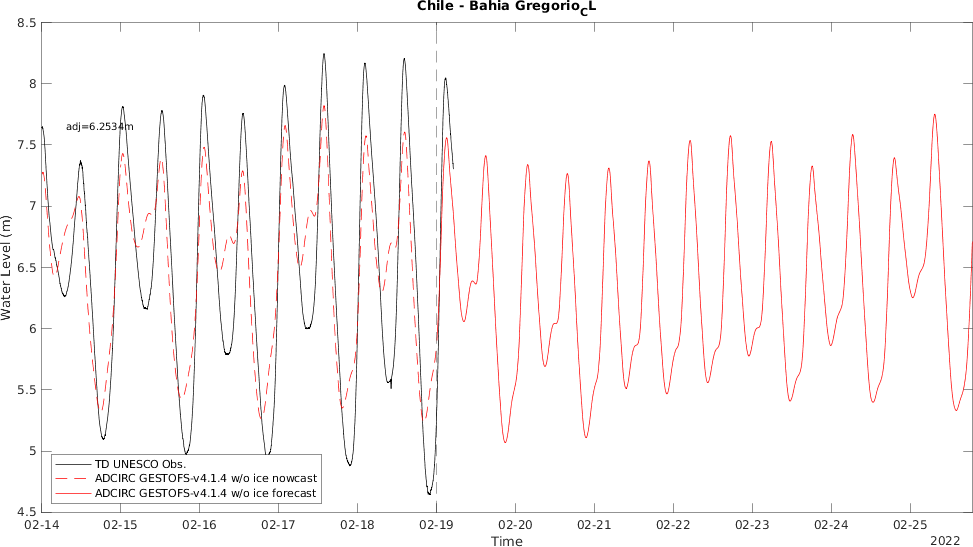 Chile - Bahia Gregorio_CL
8.5
8
7.5
7
6.5
6
5.5
5
4.5
Water Level (m)
adj=6.2534m
TD UNESCO Obs.
ADCIRC GESTOFS-v4.1.4 w/o ice nowcast
ADCIRC GESTOFS-v4.1.4 w/o ice forecast
02-14 02-15 02-16 02-17 02-18 02-19 02-20 02-21 02-22 02-23 02-24 02-25
Time
2022